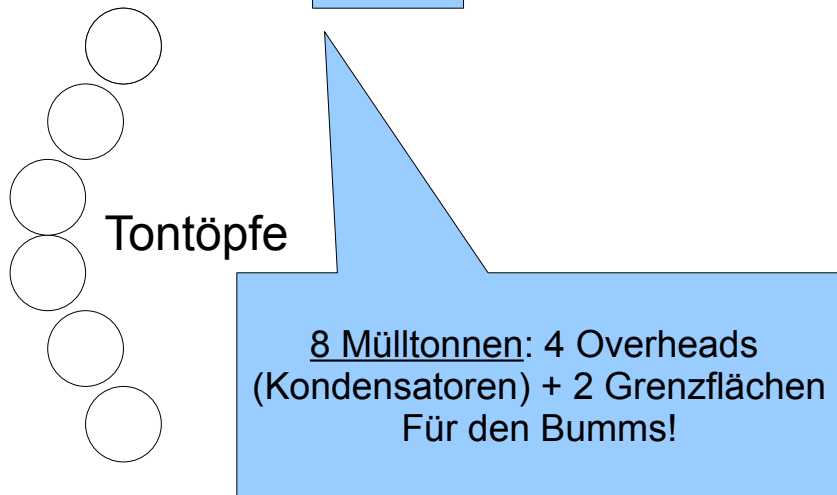 Tontöpfe
8 Mülltonnen: 4 Overheads
(Kondensatoren) + 2 Grenzflächen
Für den Bumms!